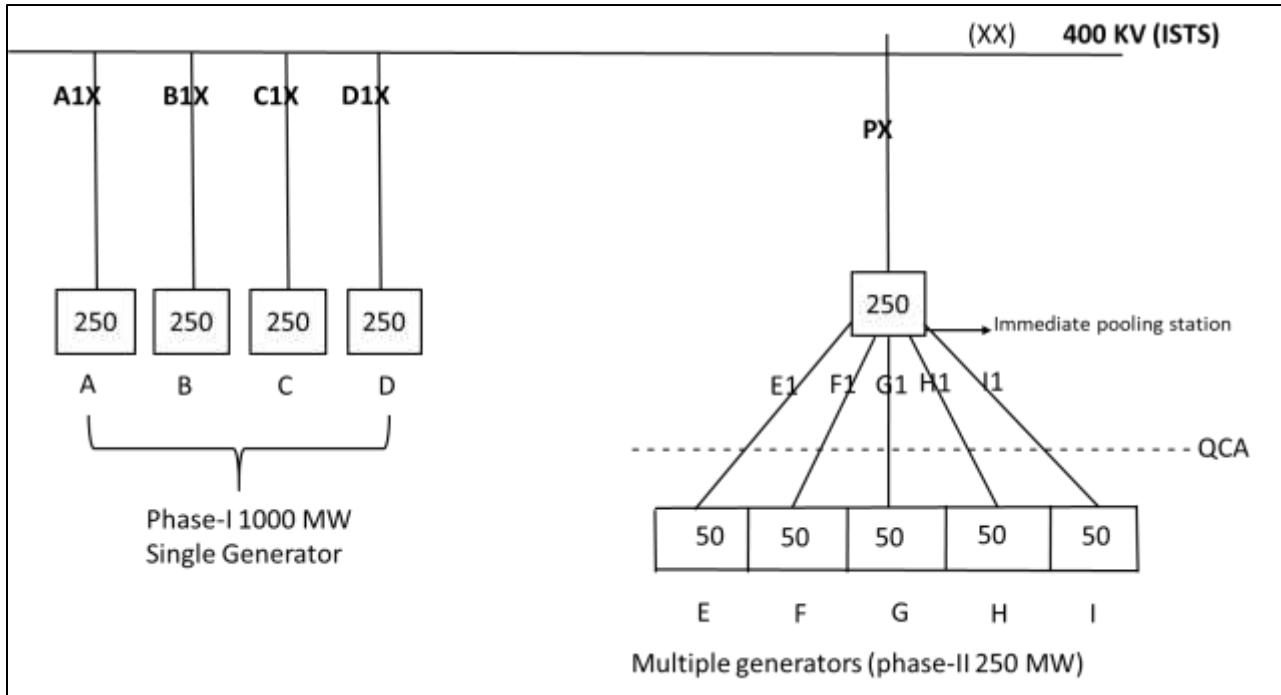 (XX) 400 KV (ISTS)
A1X B1X C1X D1X
PX
250 250 250 250
250
Immediate pooling station
A B C D
E1 F1 G1 H1 I1
QCA
Phase-I 1000 MW
Single Generator
50 50 50 50 50
E F G H I
Multiple generators (phase-II 250 MW)